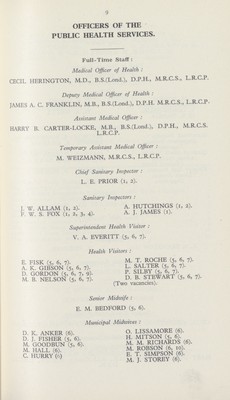 6
OFFICERS OF THE
PUBLIC HEALTH SERVICES.
Full-Time Staff:
Medical Officer of Health :
CECIL HERINGTON, M.D., B.S.(Lond.), D.P.H., M.R.C.S., L.R.C.P.
Deputy Medical Officer of Health :
JAMES A. C. FRANKLIN, M.B., B.S.(Lond.), D.P.H. M.R.C.S., L.R.C.P.
Assistant Medical Officer :
HARRY B. CARTER-LOCKE, M.B., B.S.(Lond.), D.P.H., M.R.C.S.
L.R.C.P.
Temporary Assistant Medical Officer :
M. WEIZMANN, M.R.C.S., L.R.C.P.
Chief Sanitary Inspector :
L. E. PRIOR (1, 2).
Sanitary Inspectors :
J. W. ALLAM (1, 2).
F. W. S. FOX (1, 2, 3, 4).
A. HUTCHINGS (1, 2).
A. J. JAMES (1).
Superintendent Health Visitor :
V. A. EVERITT (5, 6, 7).
Health Visitors :
E. FISK (5, 6, 7).
A. K. GIBSON (5, 6, 7).
D. GORDON (5, 6, 7, 9).
M. B. NELSON (5, 6, 7).
M. T. ROCHE (5, 6, 7).
L. SALTER (5, 6, 7).
P. SILBY (5, 6, 7).
D. B. STEWART (5, 6, 7).
(Two vacancies).
Senior Midwife :
E. M. BEDFORD (5, 6).
Municipal Midwives :
D. K. ANKER (6).
D. J. FISHER (5, 6).
M. GOODBUN (5, 6).
M. HALL (6).
C. HURRY (6)
O. LISSAMORE (6).
H. MITSON (5, 6).
M. M. RICHARDS (6).
M. ROBSON (6, 10).
E. T. SIMPSON (6).
M. J. STOREY (6).